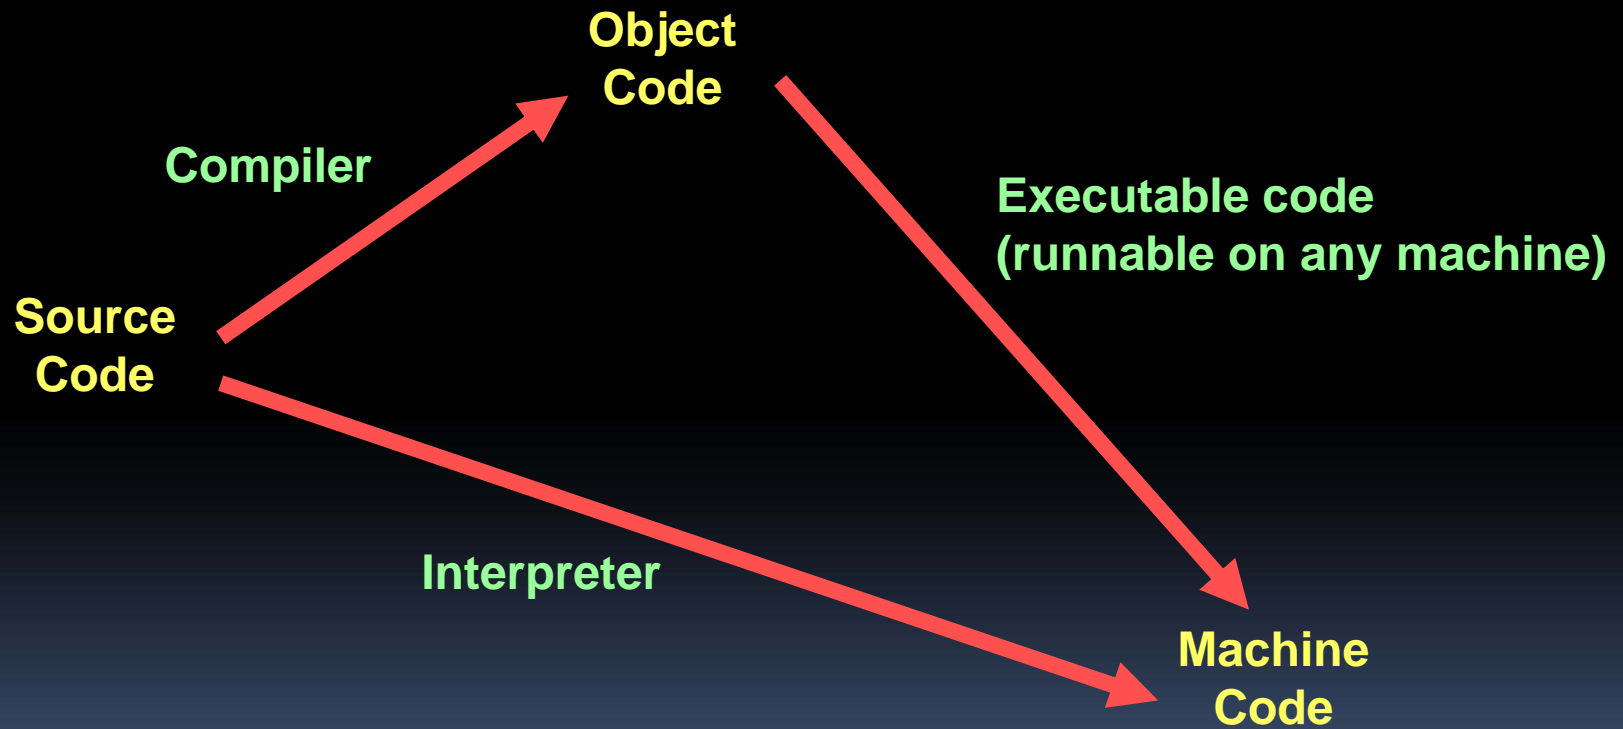 Object
Code
Compiler
Executable code
(runnable on any machine)
Source
Code
Interpreter
Machine
Code